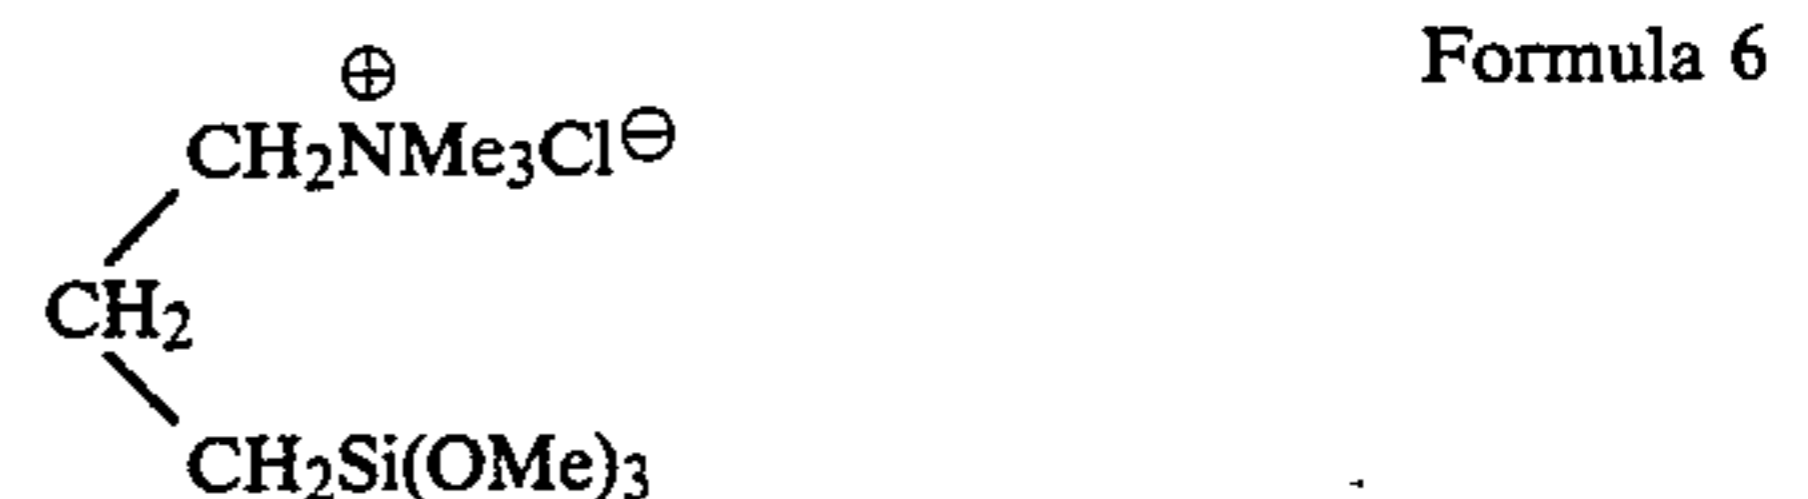 Formula 6
⊕
CH₂NMe₃Cl⊖
CH₂
CH₂Si(OMe)₃